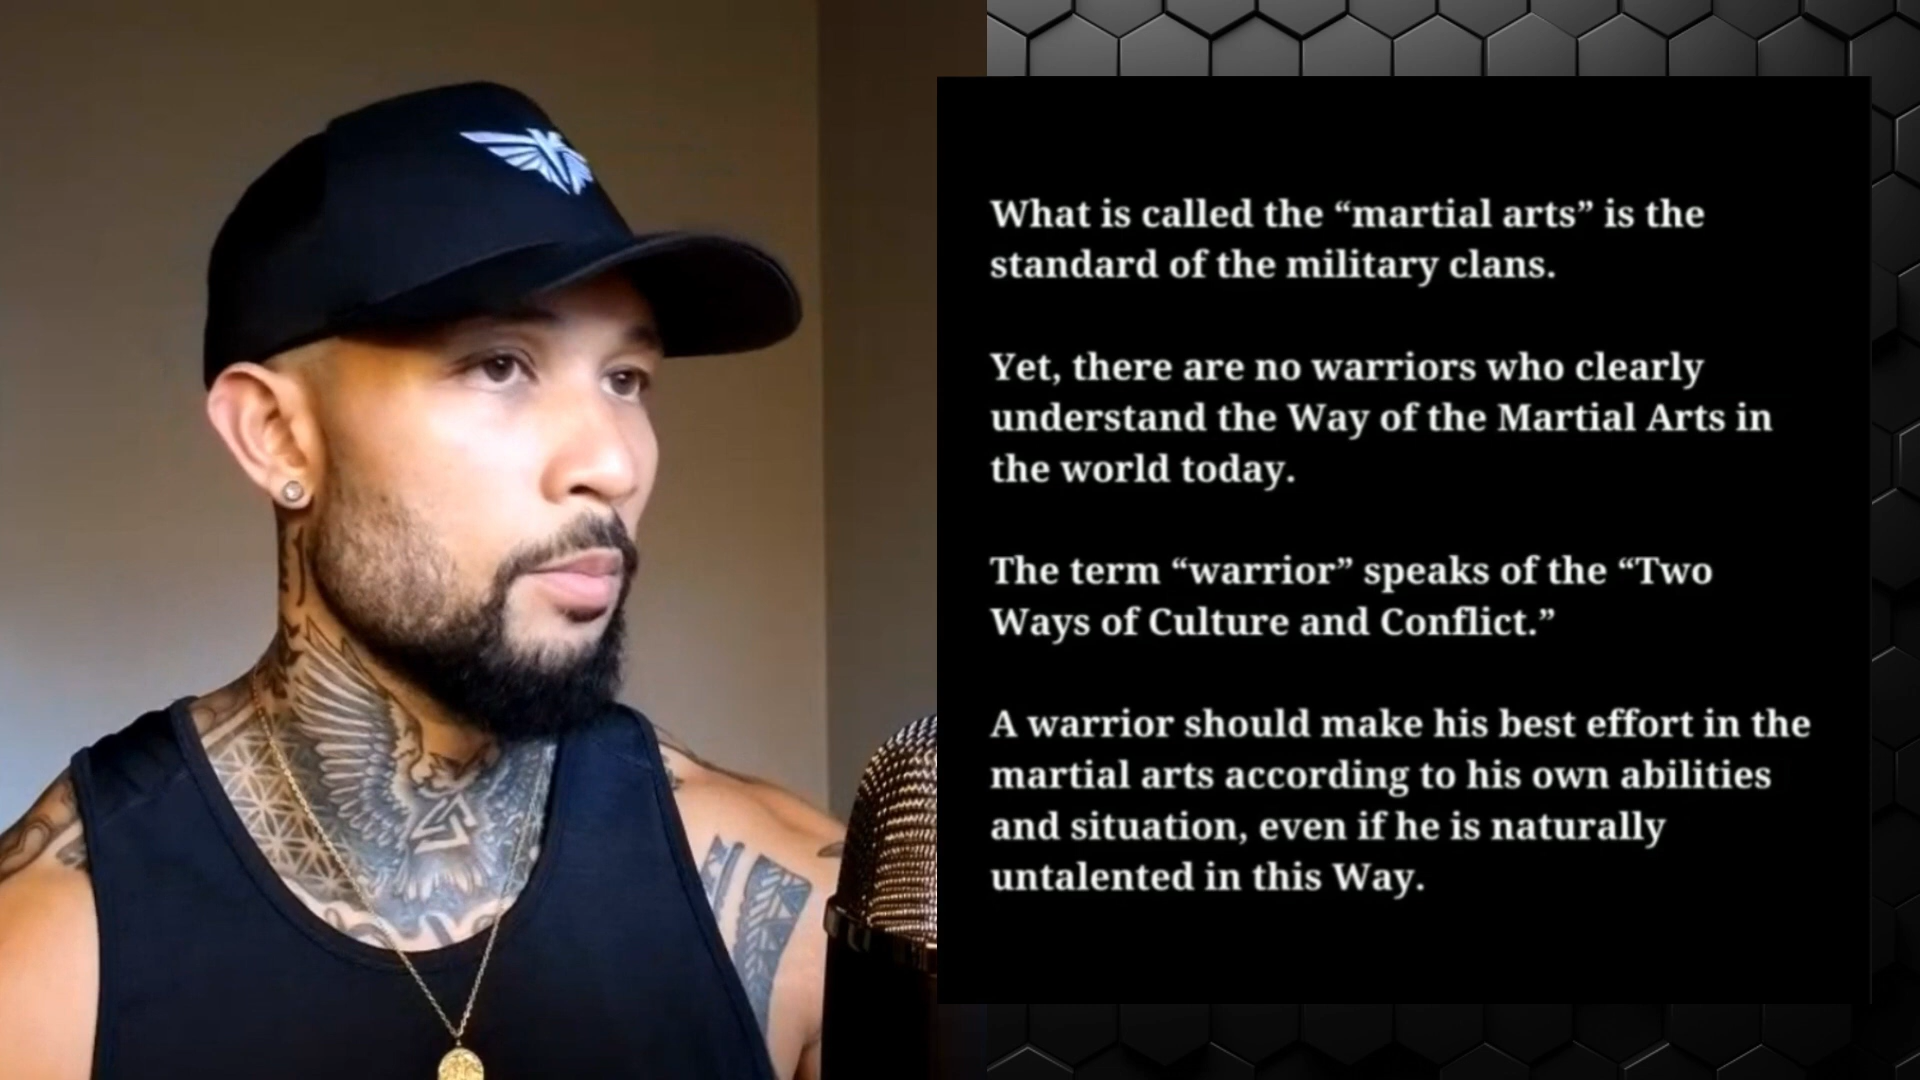 What is called the “martial arts” is the
standard of the military clans.
Yet, there are no warriors who clearly
understand the Way of the Martial Arts in
the world today.
The term “warrior” speaks of the “Two
Ways of Culture and Conflict.”
A warrior should make his best effort in the
martial arts according to his own abilities
and situation, even if he is naturally
untalented in this Way.